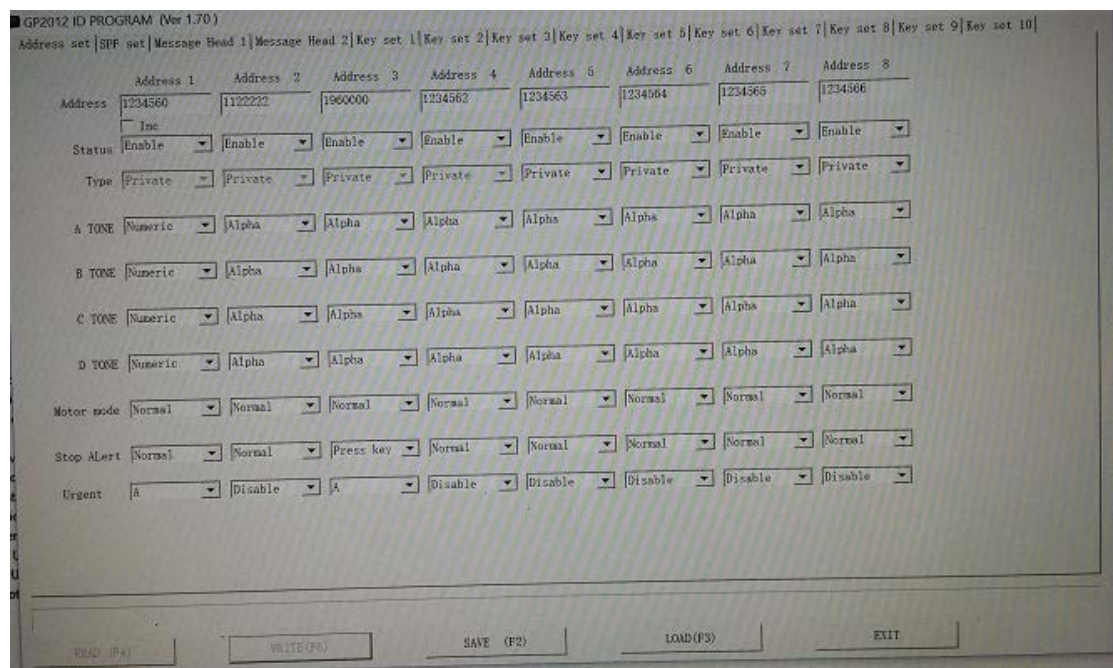 GP2012 ID PROGRAM (Ver 1.70)
Address set|SPF set|Message Head 1|Message Head 2|Key set 1|Key set 2|Key set 3|Key set 4|Key set 5|Key set 6|Key set 7|Key set 8|Key set 9|Key set 10|
Address 1 Address 2 Address 3 Address 4 Address 5 Address 6 Address 7 Address 8
Address 1234560 1122222 1960000 1234562 1234563 1234564 1234565 1234566
Inc
Status Enable Enable Enable Enable Enable Enable Enable Enable
Type Private Private Private Private Private Private Private Private
A TONE Numeric Alpha Alpha Alpha Alpha Alpha Alpha Alpha
B TONE Numeric Alpha Alpha Alpha Alpha Alpha Alpha Alpha
C TONE Numeric Alpha Alpha Alpha Alpha Alpha Alpha Alpha
D TONE Numeric Alpha Alpha Alpha Alpha Alpha Alpha Alpha
Motor mode Normal Normal Normal Normal Normal Normal Normal Normal
Stop ALert Normal Normal Press key Normal Normal Normal Normal Normal
Urgent A Disable A Disable Disable Disable Disable Disable
READ (F4) WRITE(F6) SAVE (F2) LOAD(F3) EXIT